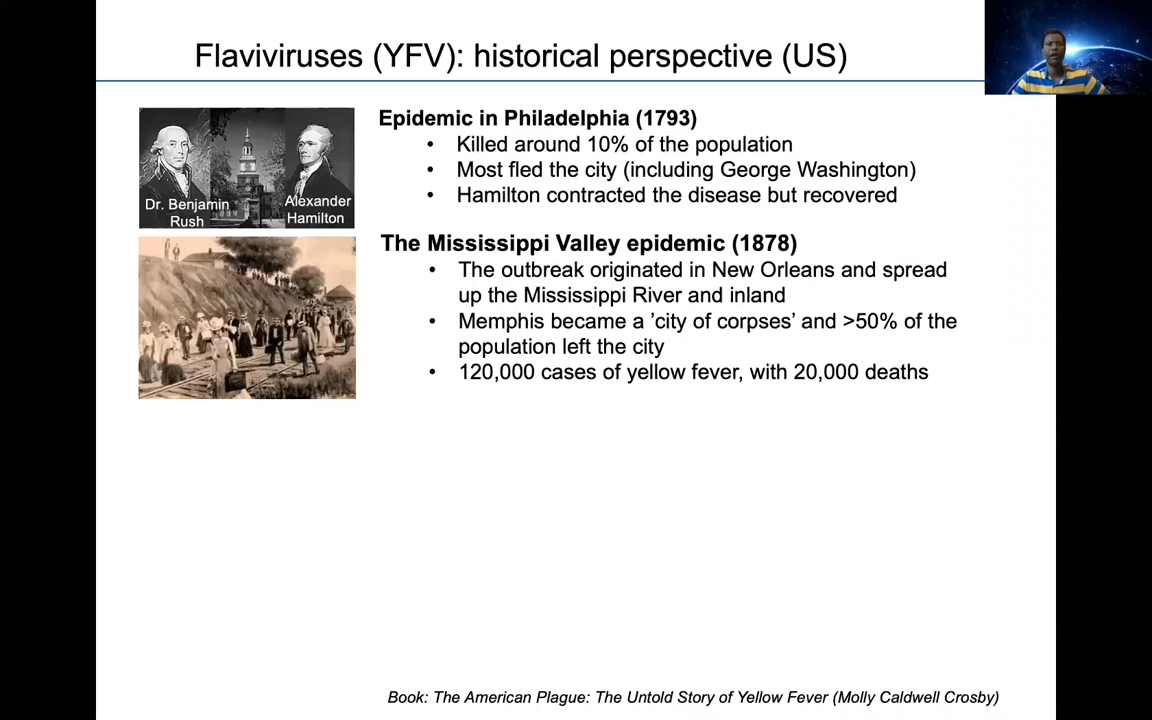 Flaviviruses (YFV): historical perspective (US)
Dr. Benjamin
Rush
Alexander
Hamilton
Epidemic in Philadelphia (1793)
• Killed around 10% of the population
• Most fled the city (including George Washington)
• Hamilton contracted the disease but recovered
The Mississippi Valley epidemic (1878)
• The outbreak originated in New Orleans and spread
up the Mississippi River and inland
• Memphis became a ’city of corpses’ and >50% of the
population left the city
• 120,000 cases of yellow fever, with 20,000 deaths
Book: The American Plague: The Untold Story of Yellow Fever (Molly Caldwell Crosby)